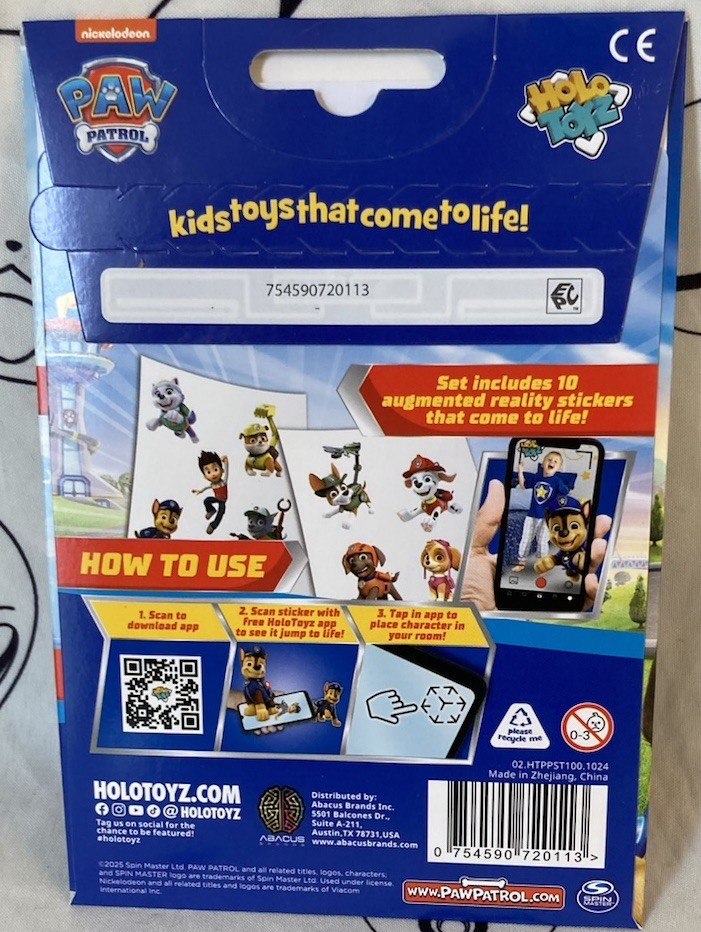 nickelodeon
CE
PAW
PATROL
HOLO
TOYZ
kidstoysthatcometolife!
754590720113
EPC
TM
Set includes 10
augmented reality stickers
that come to life!
HOW TO USE
1. Scan to
download app
2. Scan sticker with
free HoloToyz app
to see it jump to life!
3. Tap in app to
place character in
your room!
please
recycle me
0-3
02.HTPPST100.1024
Made in Zhejiang, China
HOLOTOYZ.COM
@HOLOTOYZ
Tag us on social for the
chance to be featured!
#holotoyz
ABACUS
BRANDS
Distributed by:
Abacus Brands Inc.
5501 Balcones Dr.,
Suite A-211,
Austin,TX 78731,USA
www.abacusbrands.com
0 754590 720113 >
©2025 Spin Master Ltd. PAW PATROL and all related titles, logos, characters;
and SPIN MASTER logo are trademarks of Spin Master Ltd. Used under license.
Nickelodeon and all related titles and logos are trademarks of Viacom
International Inc.
www.PAWPATROL.COM
SPIN
MASTER